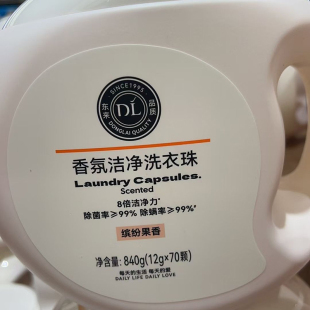 SINCE1995
东来 DL 品质
DONGLAI QUALITY
香氛洁净洗衣珠
Laundry Capsules.
Scented
8倍洁净力*
除菌率≥99% 除螨率≥99%*
缤纷果香
净含量: 840g(12g×70颗)
每天的生活 每天的爱
DAILY LIFE DAILY LOVE